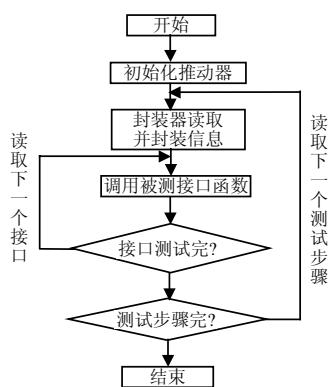 开始
初始化推动器
封装器读取
并封装信息
调用被测接口函数
接口测试完?
测试步骤完?
结束
读取下一个接口
读取下一个测试步骤